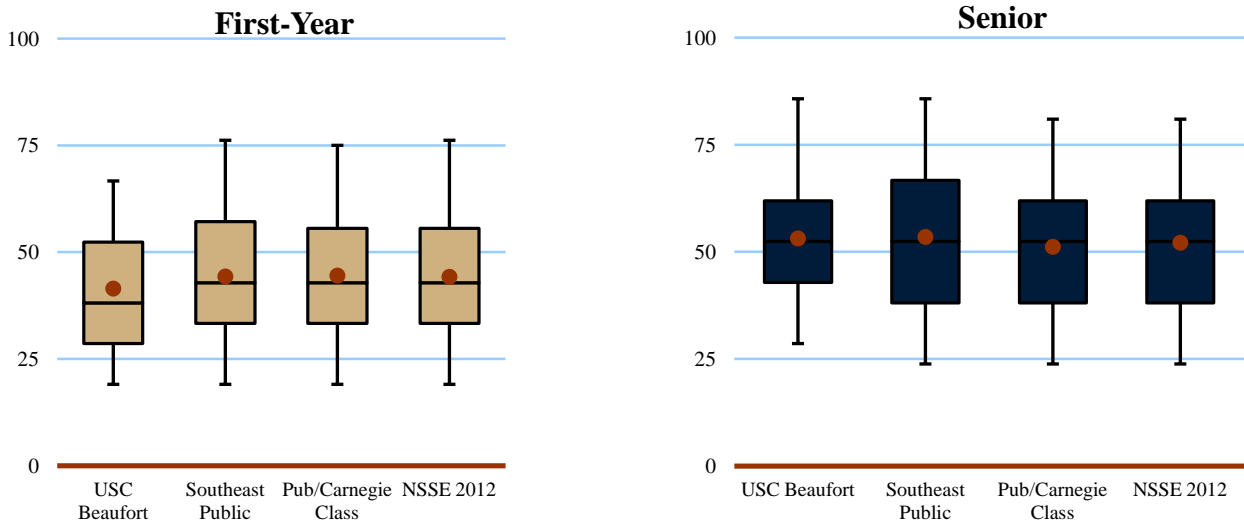 First-Year
100
75
50
25
0
USC
Beaufort
Southeast
Public
Pub/Carnegie
Class
NSSE 2012
Senior
100
75
50
25
0
USC Beaufort
Southeast
Public
Pub/Carnegie
Class
NSSE 2012